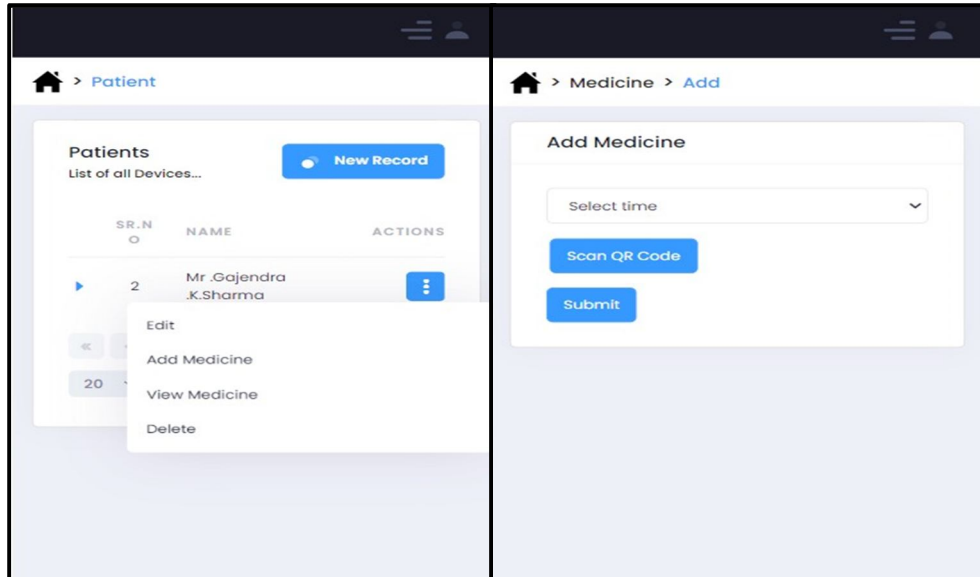 > Patient
Patients
List of all Devices...
New Record
SR.N
O
NAME
ACTIONS
2
Mr .Gajendra
.K.Sharma
Edit
Add Medicine
View Medicine
Delete
20
> Medicine > Add
Add Medicine
Select time
Scan QR Code
Submit